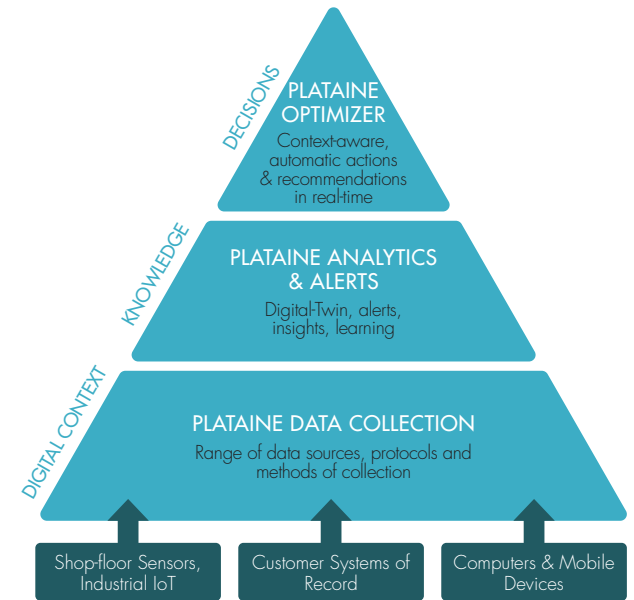 DECISIONS
PLATAINE
OPTIMIZER
Context-aware,
automatic actions
& recommendations
in real-time
KNOWLEDGE
PLATAINE ANALYTICS
& ALERTS
Digital-Twin, alerts,
insights, learning
DIGITAL CONTEXT
PLATAINE DATA COLLECTION
Range of data sources, protocols and
methods of collection
Shop-floor Sensors,
Industrial IoT
Customer Systems of
Record
Computers & Mobile
Devices